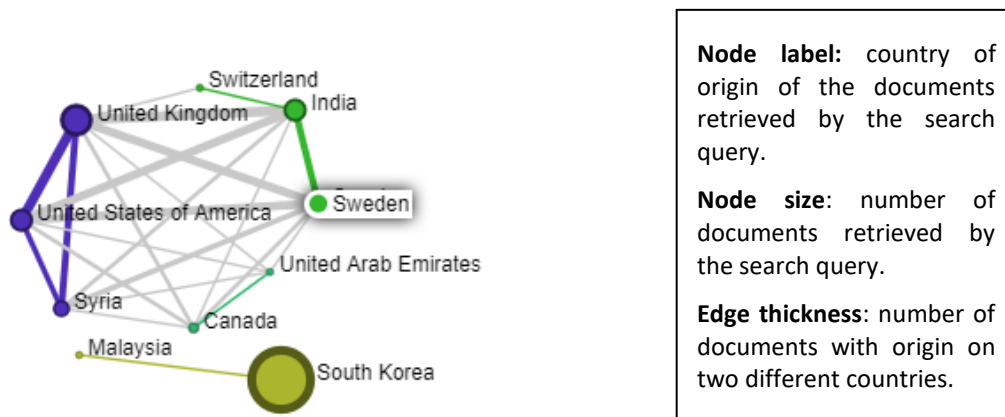 Switzerland
United Kingdom
India
Sweden
United States of America
United Arab Emirates
Syria
Canada
Malaysia
South Korea
Node label: country of
origin of the documents
retrieved by the search
query.
Node size: number of
documents retrieved by
the search query.
Edge thickness: number of
documents with origin on
two different countries.